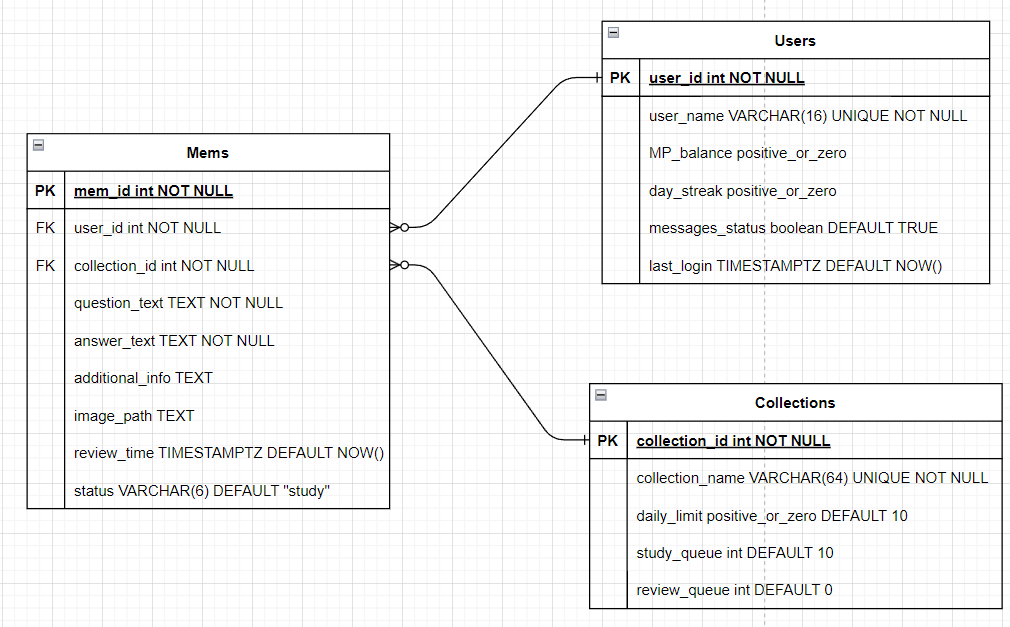 Users
PK user_id int NOT NULL
user_name VARCHAR(16) UNIQUE NOT NULL
MP_balance positive_or_zero
day_streak positive_or_zero
messages_status boolean DEFAULT TRUE
last_login TIMESTAMPTZ DEFAULT NOW()
Mems
PK mem_id int NOT NULL
FK user_id int NOT NULL
FK collection_id int NOT NULL
question_text TEXT NOT NULL
answer_text TEXT NOT NULL
additional_info TEXT
image_path TEXT
review_time TIMESTAMPTZ DEFAULT NOW()
status VARCHAR(6) DEFAULT "study"
Collections
PK collection_id int NOT NULL
collection_name VARCHAR(64) UNIQUE NOT NULL
daily_limit positive_or_zero DEFAULT 10
study_queue int DEFAULT 10
review_queue int DEFAULT 0